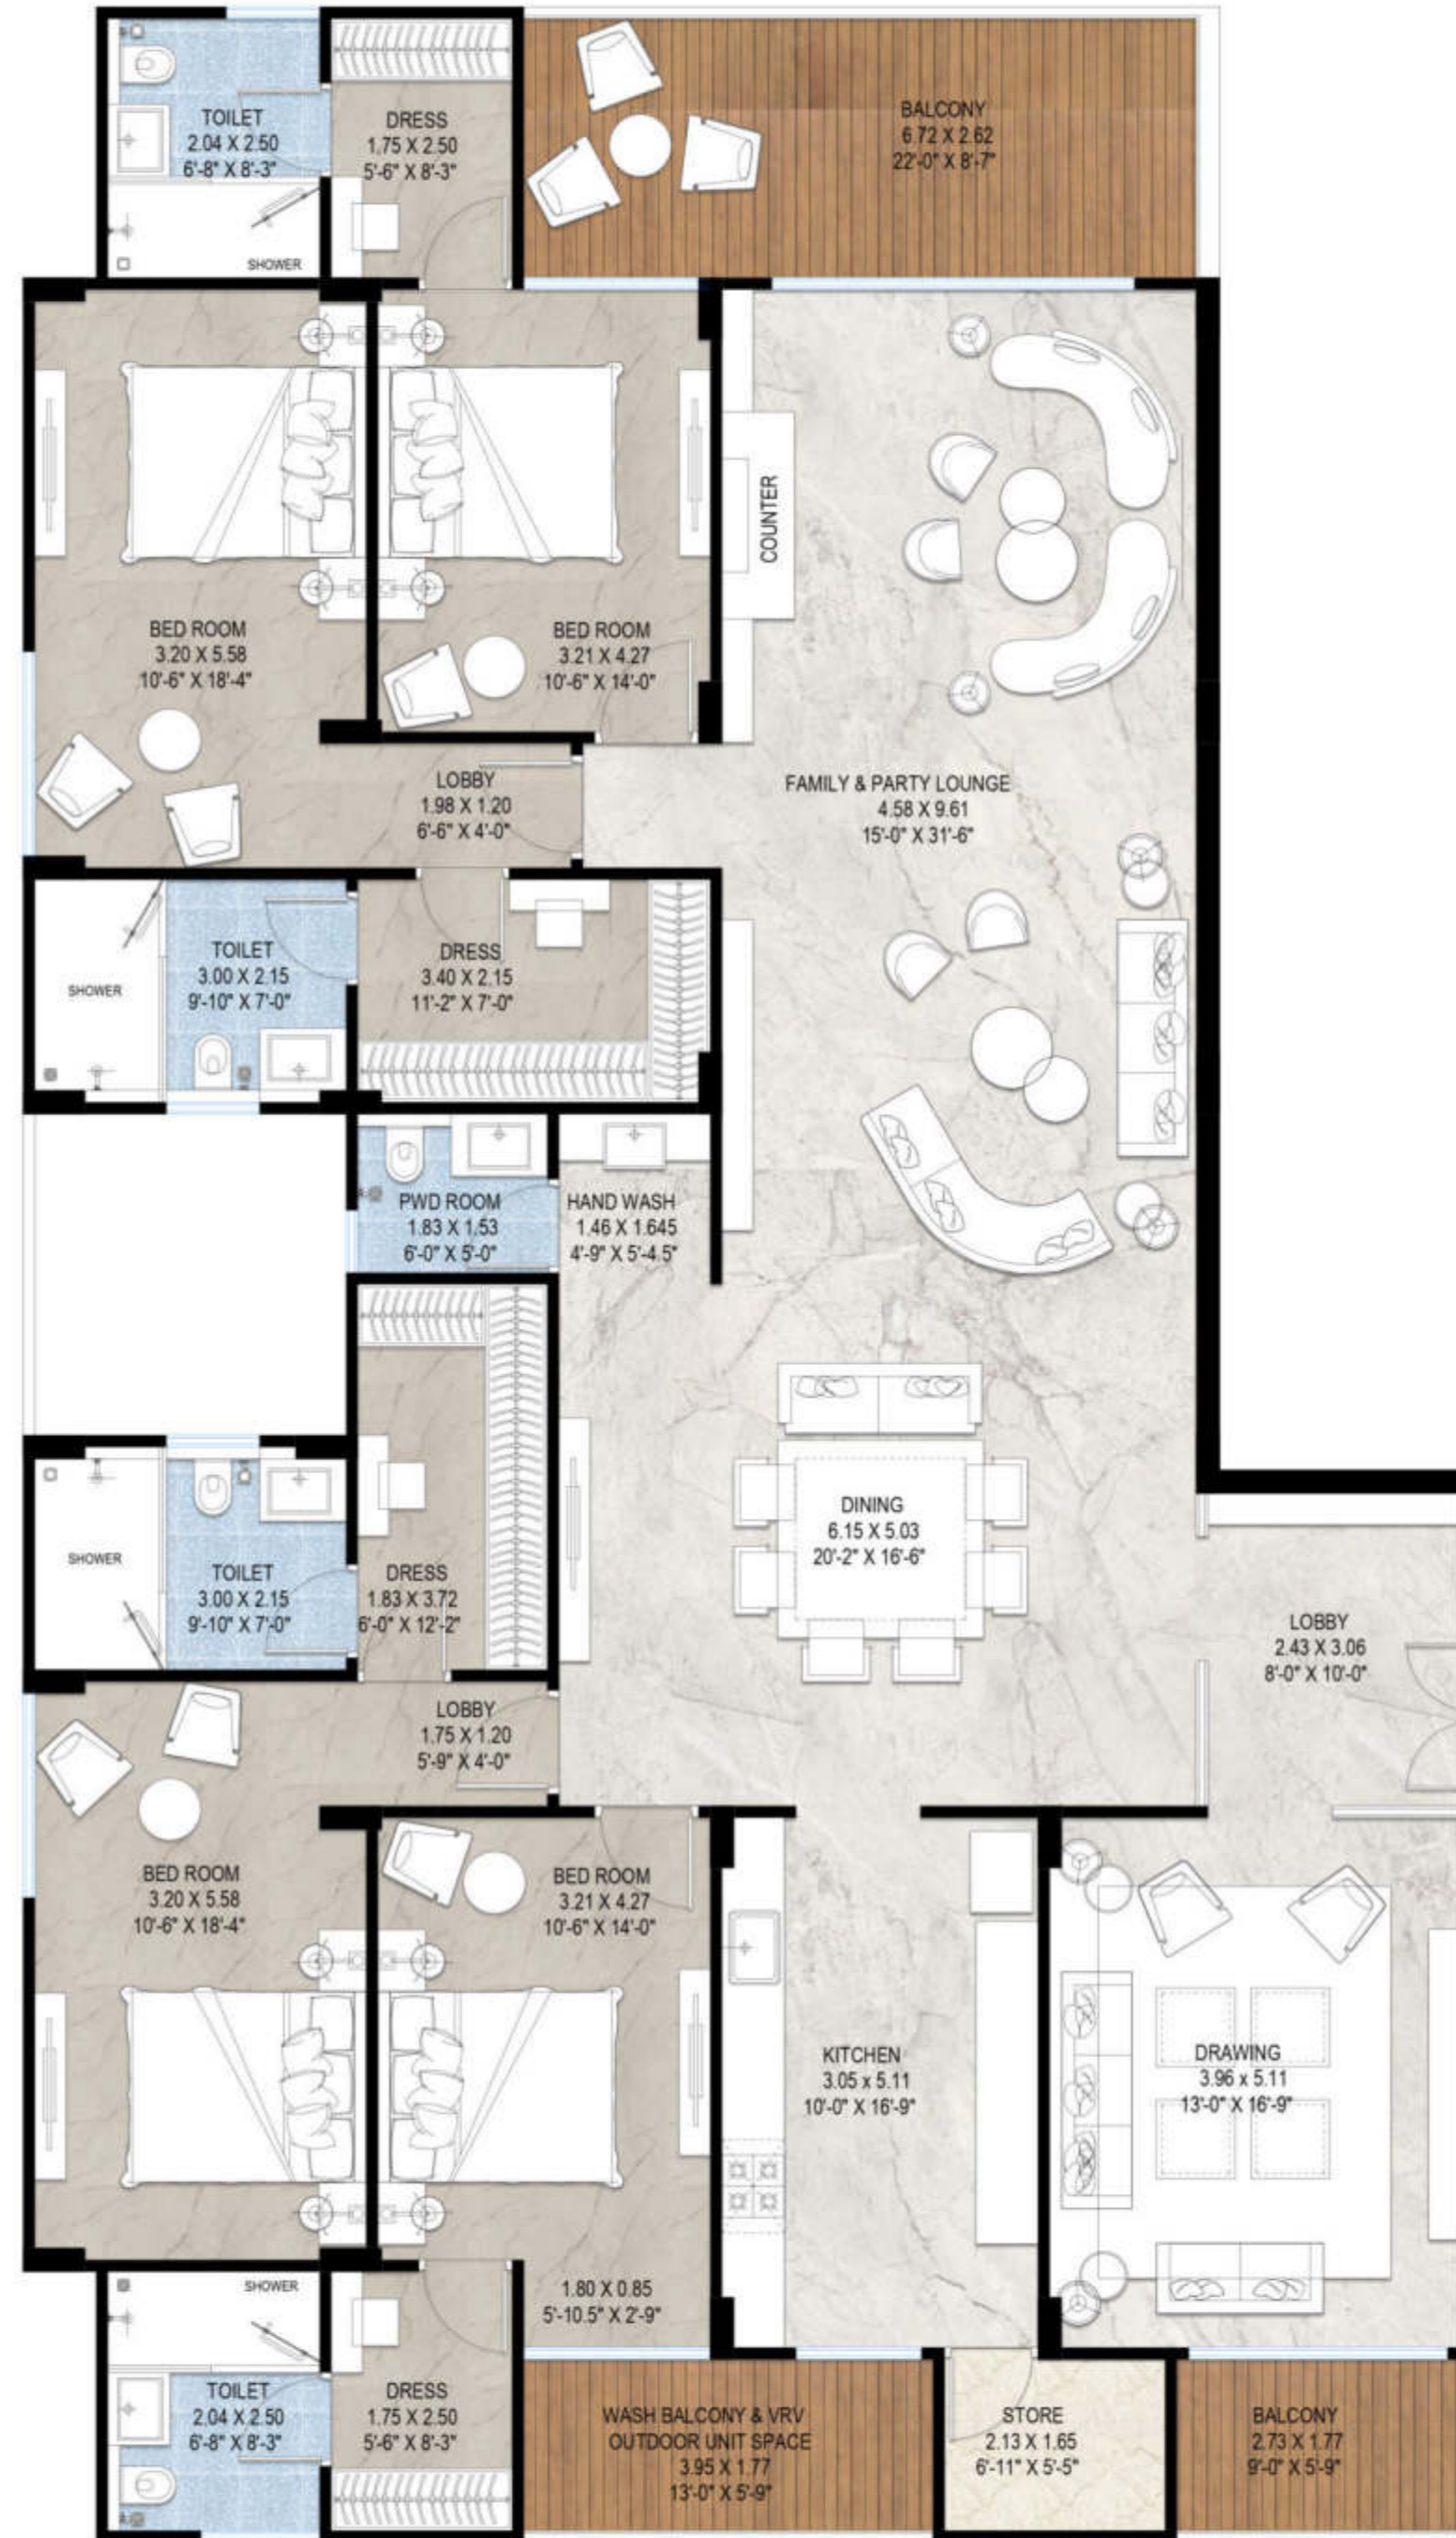 TOILET
2.04 X 2.50
6'-8" X 8'-3"
SHOWER
DRESS
1.75 X 2.50
5'-6" X 8'-3"
BALCONY
6.72 X 2.62
22'-0" X 8'-7"
BED ROOM
3.20 X 5.58
10'-6" X 18'-4"
BED ROOM
3.21 X 4.27
10'-6" X 14'-0"
COUNTER
LOBBY
1.98 X 1.20
6'-6" X 4'-0"
FAMILY & PARTY LOUNGE
4.58 X 9.61
15'-0" X 31'-6"
SHOWER
TOILET
3.00 X 2.15
9'-10" X 7'-0"
DRESS
3.40 X 2.15
11'-2" X 7'-0"
PWD ROOM
1.83 X 1.53
6'-0" X 5'-0"
HAND WASH
1.46 X 1.645
4'-9" X 5'-4.5"
DINING
6.15 X 5.03
20'-2" X 16'-6"
SHOWER
TOILET
3.00 X 2.15
9'-10" X 7'-0"
DRESS
1.83 X 3.72
6'-0" X 12'-2"
LOBBY
2.43 X 3.06
8'-0" X 10'-0"
LOBBY
1.75 X 1.20
5'-9" X 4'-0"
BED ROOM
3.20 X 5.58
10'-6" X 18'-4"
BED ROOM
3.21 X 4.27
10'-6" X 14'-0"
KITCHEN
3.05 x 5.11
10'-0" X 16'-9"
DRAWING
3.96 x 5.11
13'-0" X 16'-9"
SHOWER
1.80 X 0.85
5'-10.5" X 2'-9"
TOILET
2.04 X 2.50
6'-8" X 8'-3"
DRESS
1.75 X 2.50
5'-6" X 8'-3"
WASH BALCONY & VRV
OUTDOOR UNIT SPACE
3.95 X 1.77
13'-0" X 5'-9"
STORE
2.13 X 1.65
6'-11" X 5'-5"
BALCONY
2.73 X 1.77
9'-0" X 5'-9"